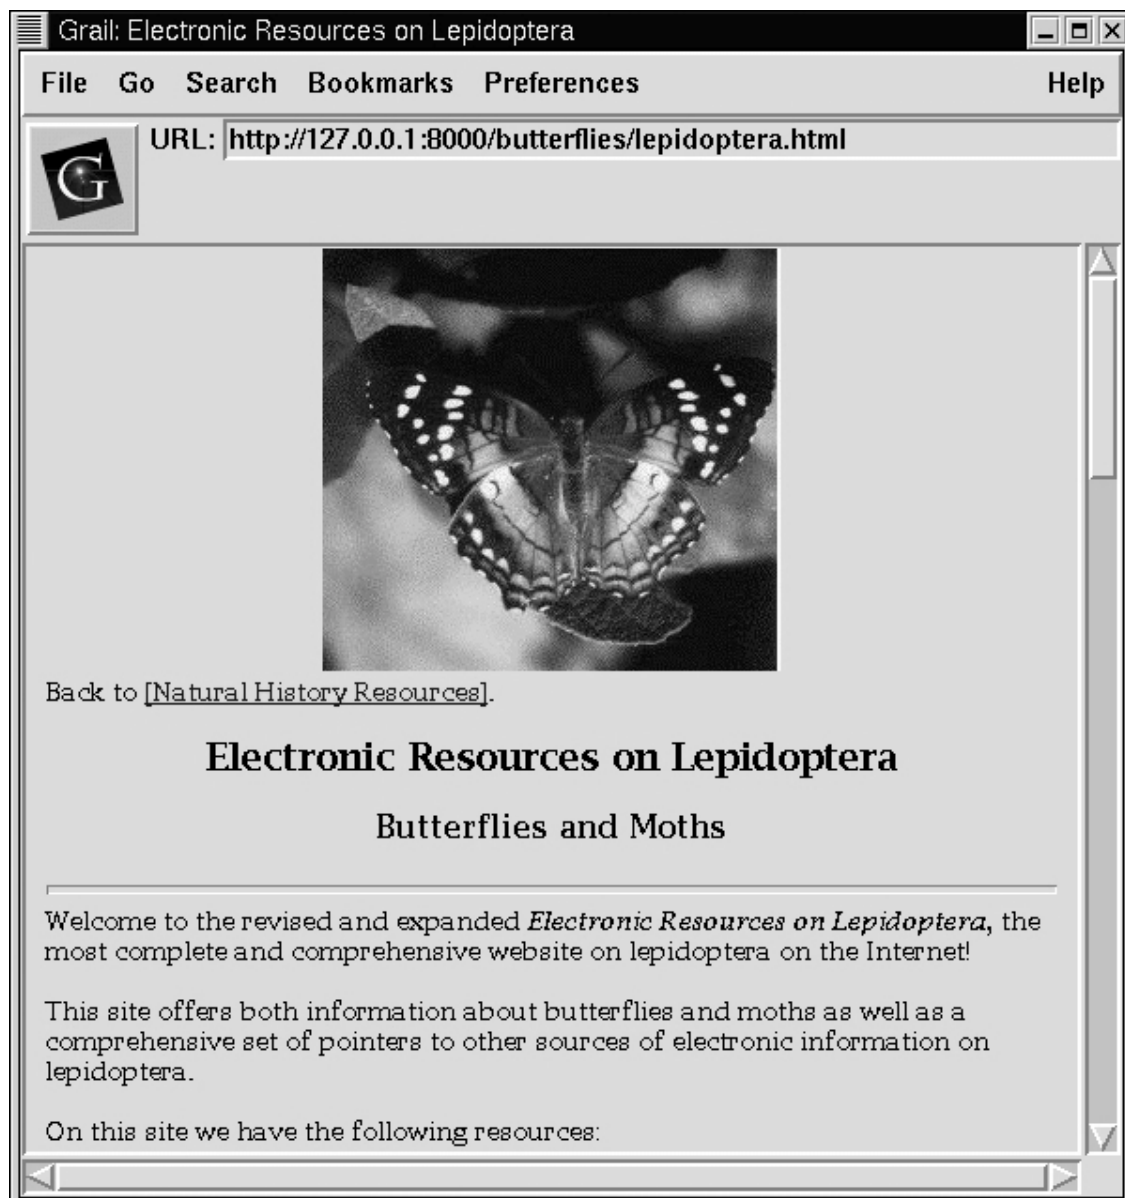 Grail: Electronic Resources on Lepidoptera
File Go Search Bookmarks Preferences Help
URL: http://127.0.0.1:8000/butterflies/lepidoptera.html
G
Back to [Natural History Resources].
Electronic Resources on Lepidoptera
Butterflies and Moths
Welcome to the revised and expanded Electronic Resources on Lepidoptera, the
most complete and comprehensive website on lepidoptera on the Internet!
This site offers both information about butterflies and moths as well as a
comprehensive set of pointers to other sources of electronic information on
lepidoptera.
On this site we have the following resources: